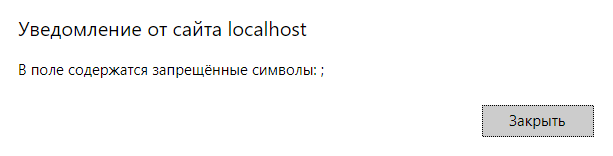 Уведомление от сайта localhost
В поле содержатся запрещённые символы: ;
Закрыть